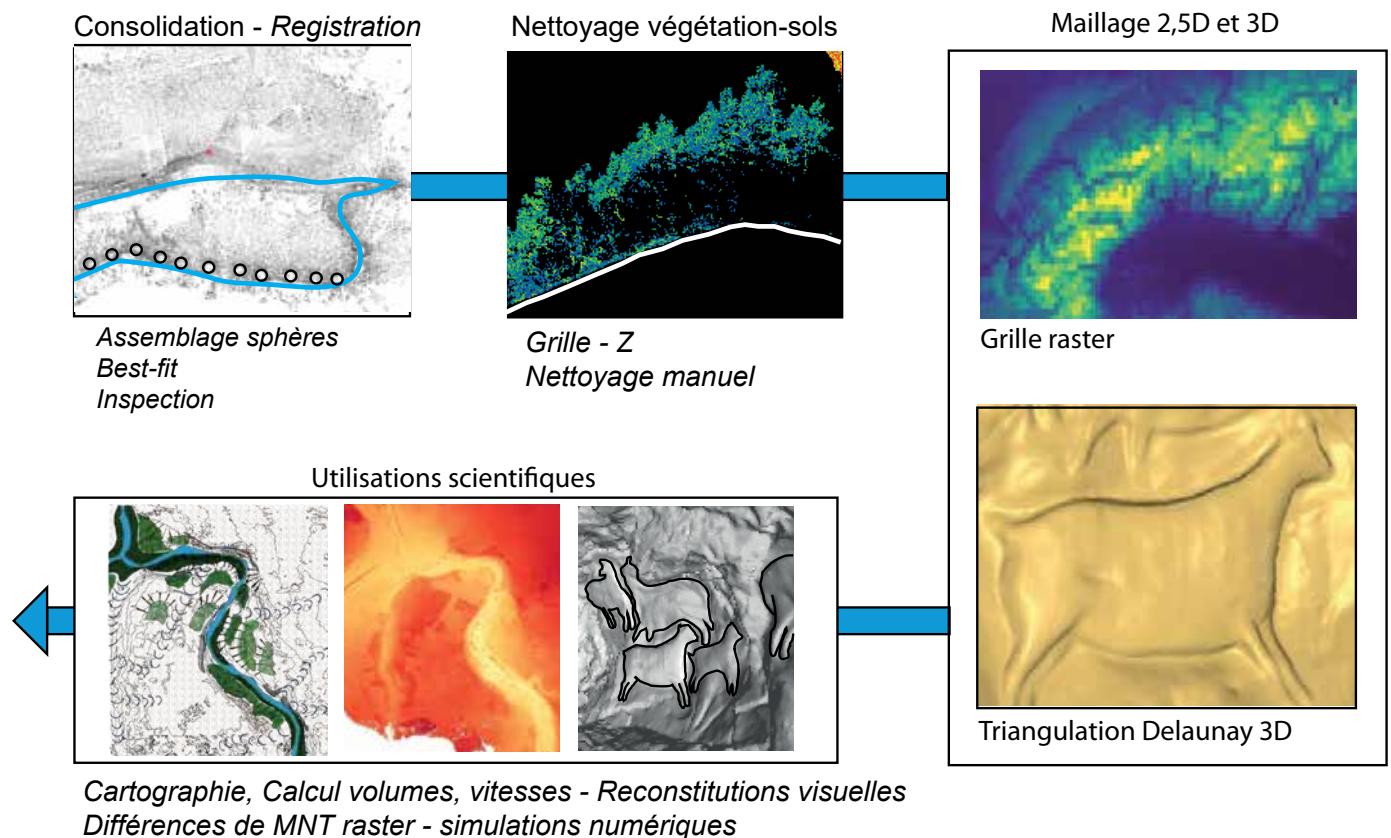 Consolidation - Registration
Nettoyage végétation-sols
Maillage 2,5D et 3D
Assemblage sphères
Best-fit
Inspection
Grille - Z
Nettoyage manuel
Grille raster
Triangulation Delaunay 3D
Utilisations scientifiques
Cartographie, Calcul volumes, vitesses - Reconstitutions visuelles
Différences de MNT raster - simulations numériques